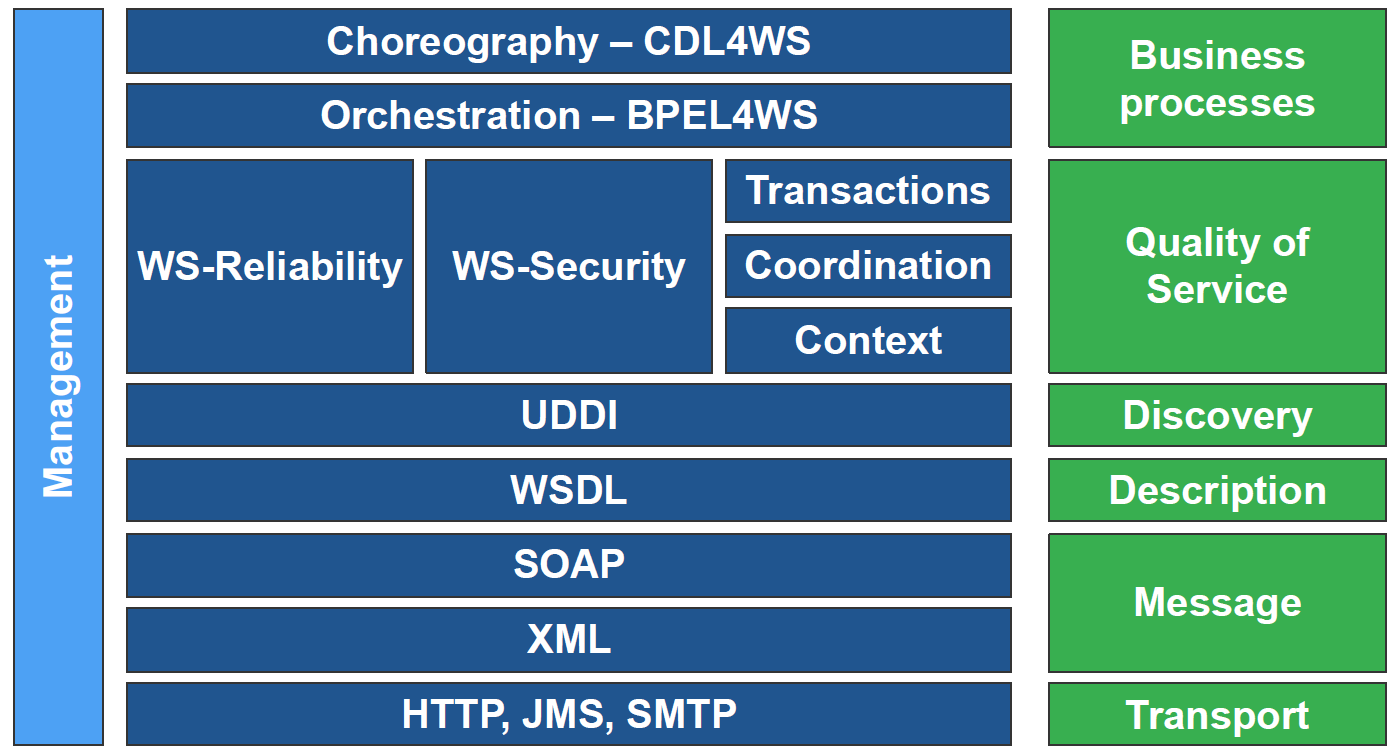 Management
Choreography – CDL4WS
Orchestration – BPEL4WS
Business
processes
WS-Reliability
WS-Security
Transactions
Coordination
Context
Quality of
Service
UDDI
Discovery
WSDL
Description
SOAP
XML
Message
HTTP, JMS, SMTP
Transport